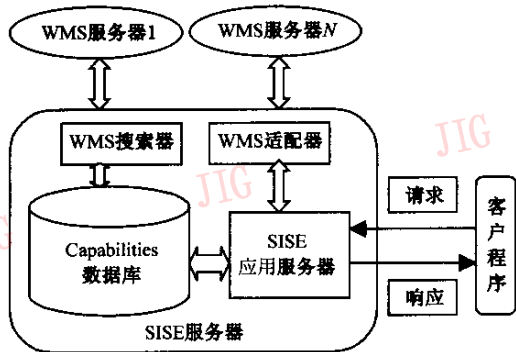 WMS服务器1
WMS服务器N
WMS搜索器
WMS适配器
JIG
JIG
请求
客户程序
Capabilities
数据库
SISE
应用服务器
响应
SISE服务器